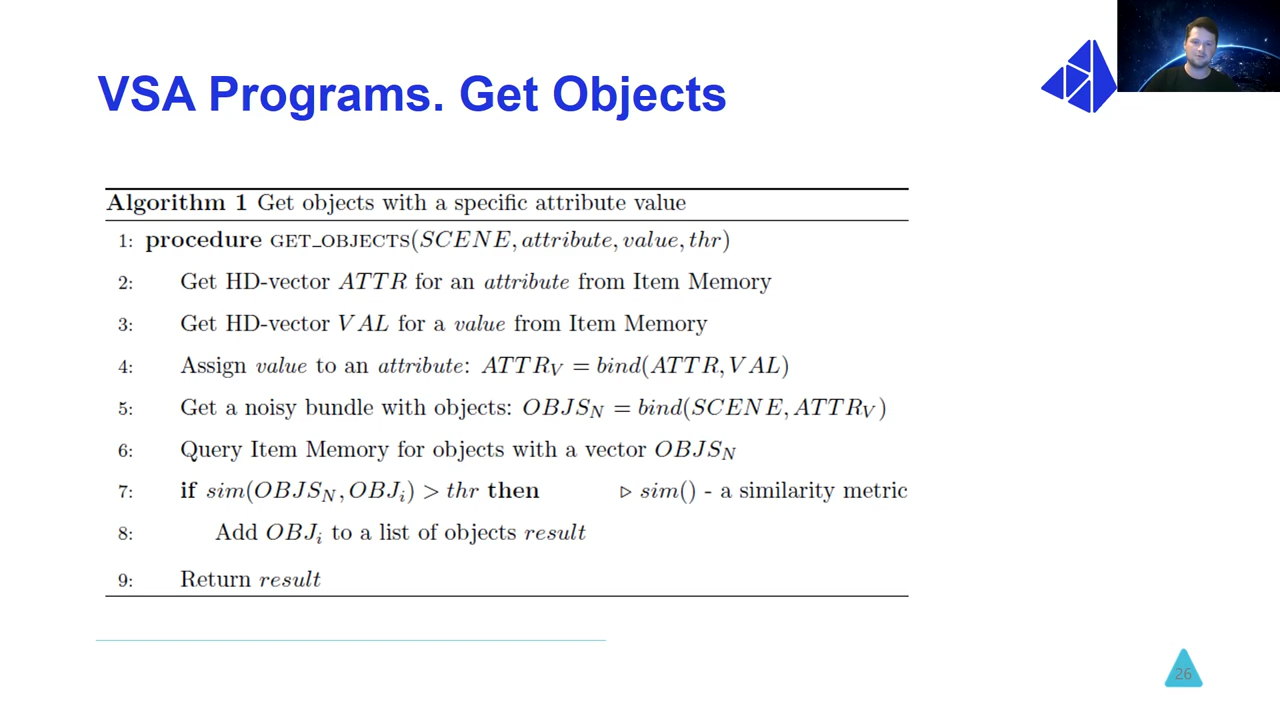 VSA Programs. Get Objects
Algorithm 1 Get objects with a specific attribute value
1: procedure GET_OBJECTS(SCENE, attribute, value, thr)
2: Get HD-vector ATTR for an attribute from Item Memory
3: Get HD-vector VAL for a value from Item Memory
4: Assign value to an attribute: ATTR_V = bind(ATTR, VAL)
5: Get a noisy bundle with objects: OBJS_N = bind(SCENE, ATTR_V)
6: Query Item Memory for objects with a vector OBJS_N
7: if sim(OBJS_N, OBJ_i) > thr then ▷ sim() - a similarity metric
8: Add OBJ_i to a list of objects result
9: Return result
26